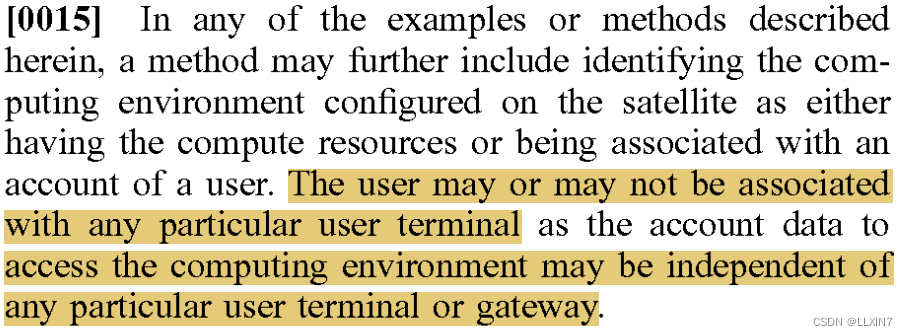 [0015] In any of the examples or methods described
herein, a method may further include identifying the com-
puting environment configured on the satellite as either
having the compute resources or being associated with an
account of a user. The user may or may not be associated
with any particular user terminal as the account data to
access the computing environment may be independent of
any particular user terminal or gateway.
CSDN @LLXIN7